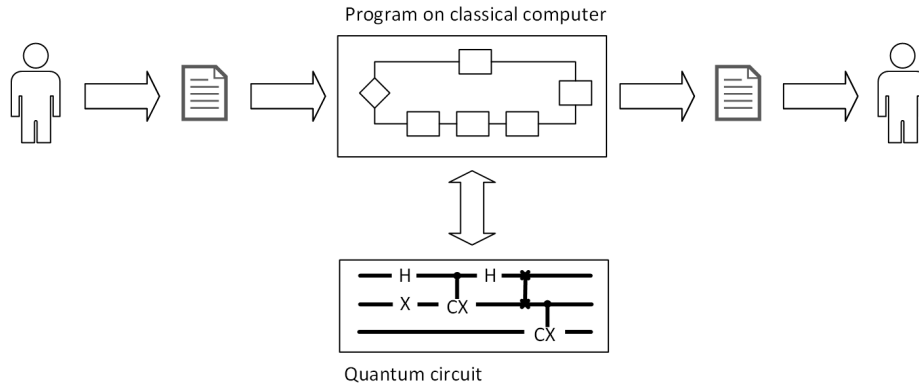 Program on classical computer
H H
X CX
CX
Quantum circuit